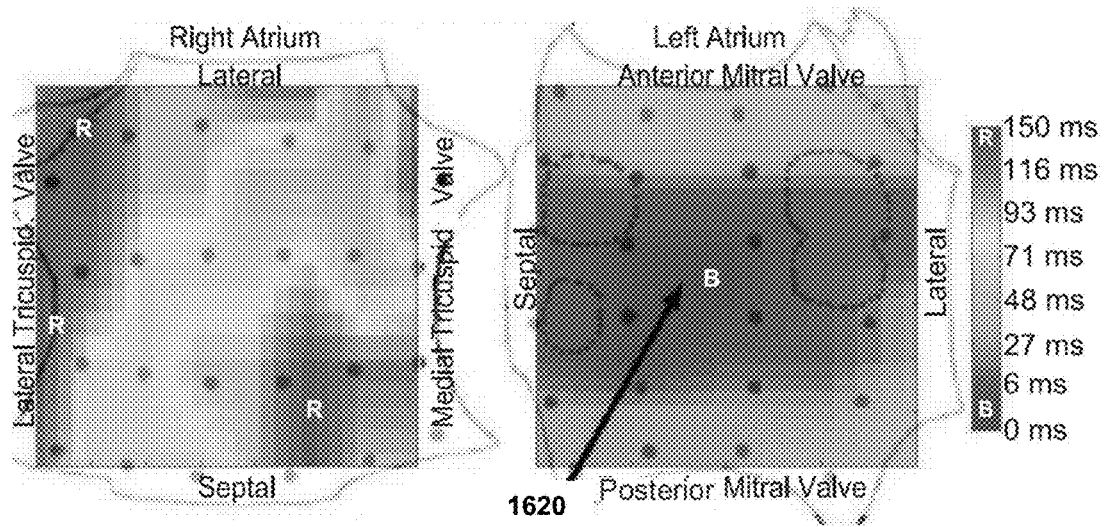 Right Atrium
Lateral
Lateral Tricuspid Valve
R
R
R
Medial Tricuspid Valve
Septal
Left Atrium
Anterior Mitral Valve
Septal
B
Lateral
1620
Posterior Mitral Valve
R
150 ms
116 ms
93 ms
71 ms
48 ms
27 ms
6 ms
B
0 ms